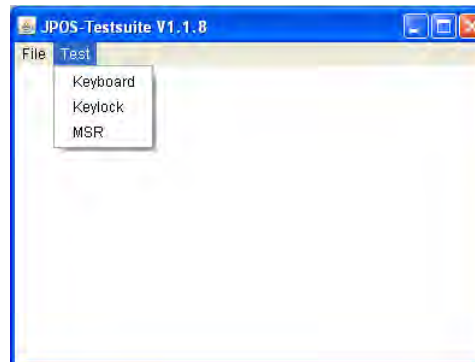 JPOS-Testsuite V1.1.8
File Test
Keyboard
Keylock
MSR